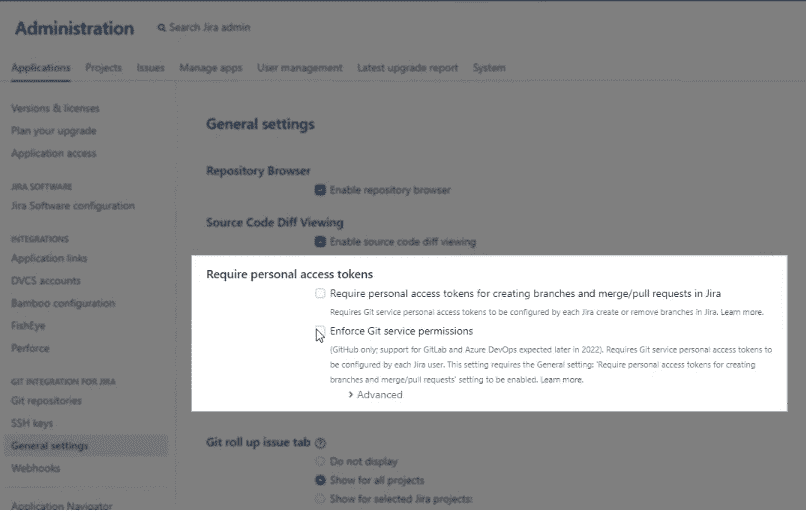 Administration
Search Jira admin
Applications Projects Issues Manage apps User management Latest upgrade report System
Versions & licenses
Plan your upgrade
Application access
JIRA SOFTWARE
Jira Software configuration
INTEGRATIONS
Application links
DVCS accounts
Bamboo configuration
FishEye
Perforce
GIT INTEGRATION FOR JIRA
Git repositories
SSH keys
General settings
Webhooks
Application Navigator
General settings
Repository Browser
Enable repository browser
Source Code Diff Viewing
Enable source code diff viewing
Require personal access tokens
Require personal access tokens for creating branches and merge/pull requests in Jira
Requires Git service personal access tokens to be configured by each Jira create or remove branches in Jira. Learn more.
Enforce Git service permissions
(GitHub only; support for GitLab and Azure DevOps expected later in 2022). Requires Git service personal access tokens to
be configured by each Jira user. This setting requires the General setting: 'Require personal access tokens for creating
branches and merge/pull requests' setting to be enabled. Learn more.
Advanced
Git roll up issue tab
Do not display
Show for all projects
Show for selected Jira projects: